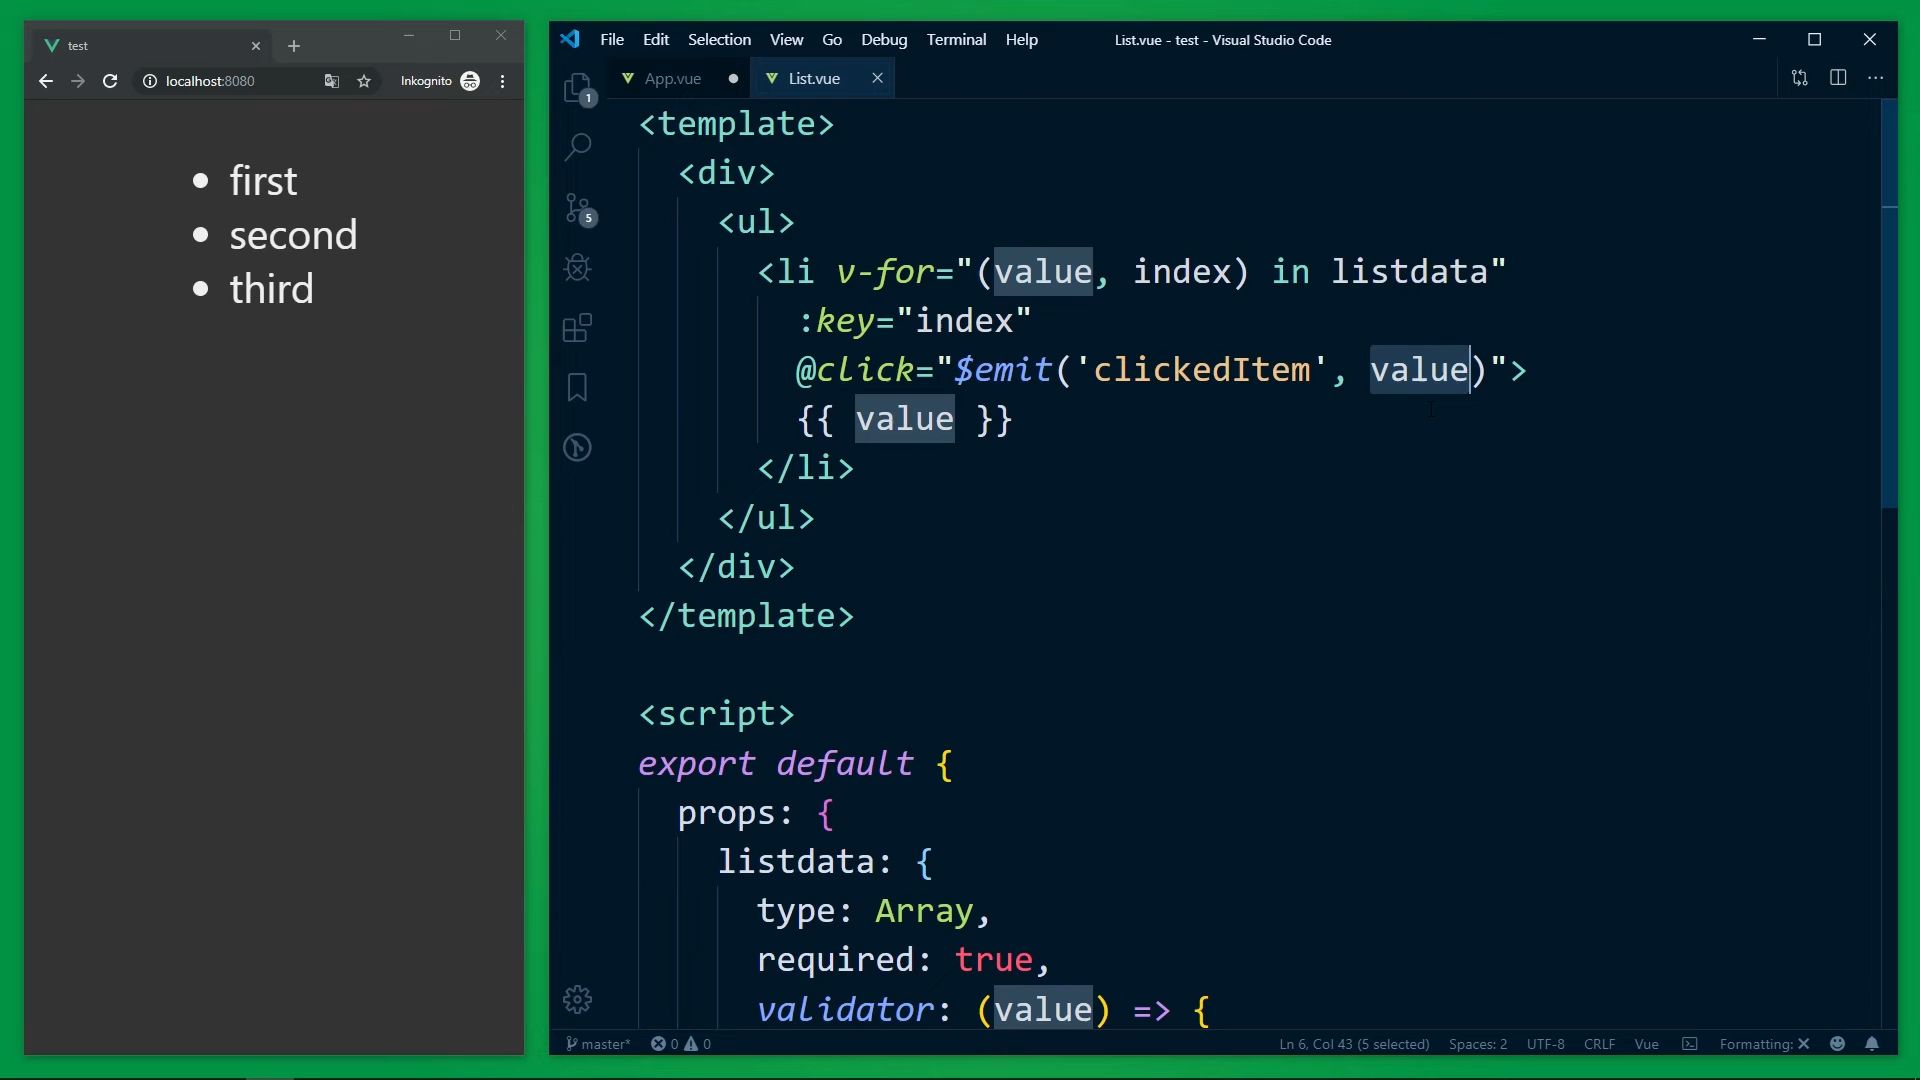 test
localhost:8080
Inkognito
first
second
third
File Edit Selection View Go Debug Terminal Help
List.vue - test - Visual Studio Code
App.vue
List.vue
1
5
<template>
<div>
<ul>
<li v-for="(value, index) in listdata"
:key="index"
@click="$emit('clickedItem', value)">
{{ value }}
</li>
</ul>
</div>
</template>
<script>
export default {
props: {
listdata: {
type: Array,
required: true,
validator: (value) => {
master* 0 0
Ln 6, Col 43 (5 selected) Spaces: 2 UTF-8 CRLF Vue Formatting: X